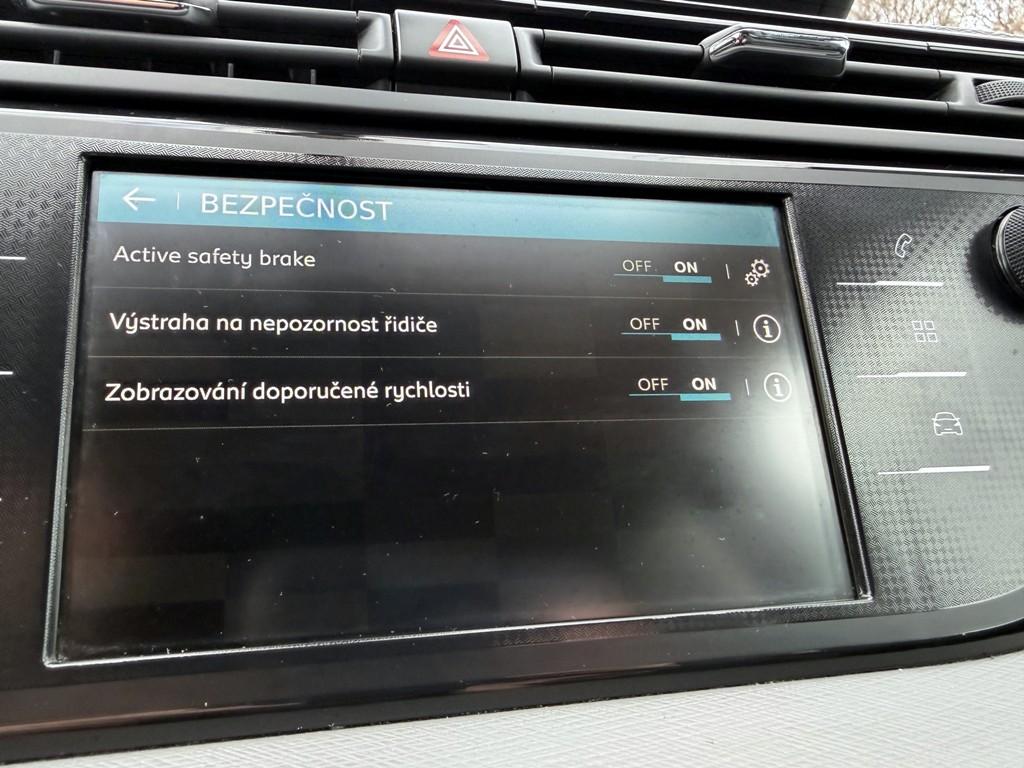 BEZPEČNOST
Active safety brake OFF ON
Výstraha na nepozornost řidiče OFF ON
Zobrazování doporučené rychlosti OFF ON